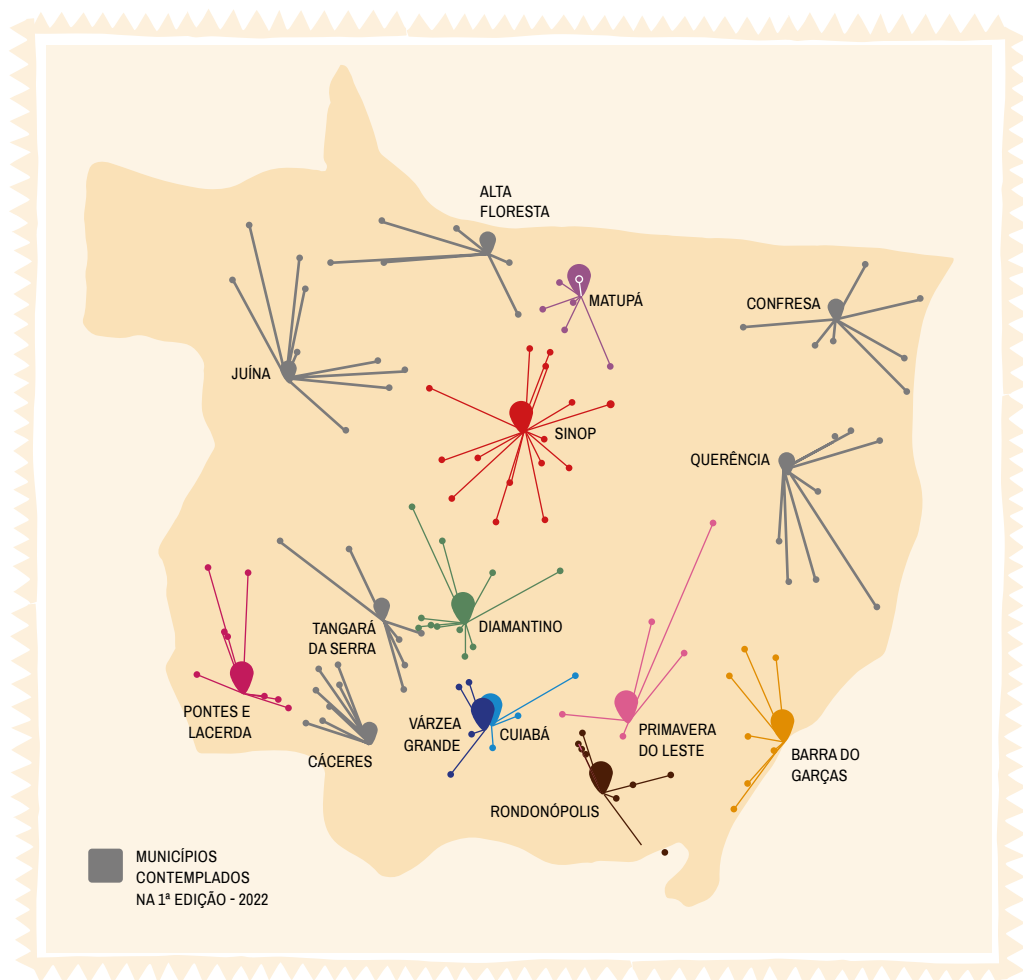 ALTA
FLORESTA
MATUPÁ
CONFRESA
JUÍNA
SINOP
QUERÊNCIA
TANGARÁ
DA SERRA
DIAMANTINO
PONTES E
LACERDA
VÁRZEA
GRANDE
CUIABÁ
PRIMAVERA
DO LESTE
CÁCERES
BARRA DO
GARÇAS
RONDONÓPOLIS
MUNICÍPIOS
CONTEMPLADOS
NA 1ª EDIÇÃO - 2022